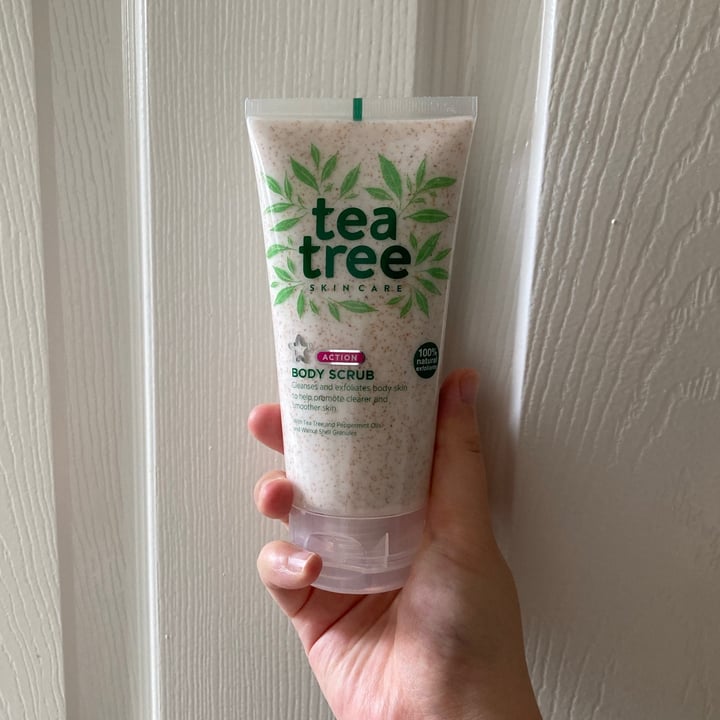 tea
tree
SKINCARE
ACTION
BODY SCRUB
100%
natural
exfoliants
Cleanses and exfoliates body skin
to help promote clearer and
smoother skin
With Tea Tree and Peppermint Oils
and Walnut Shell Granules